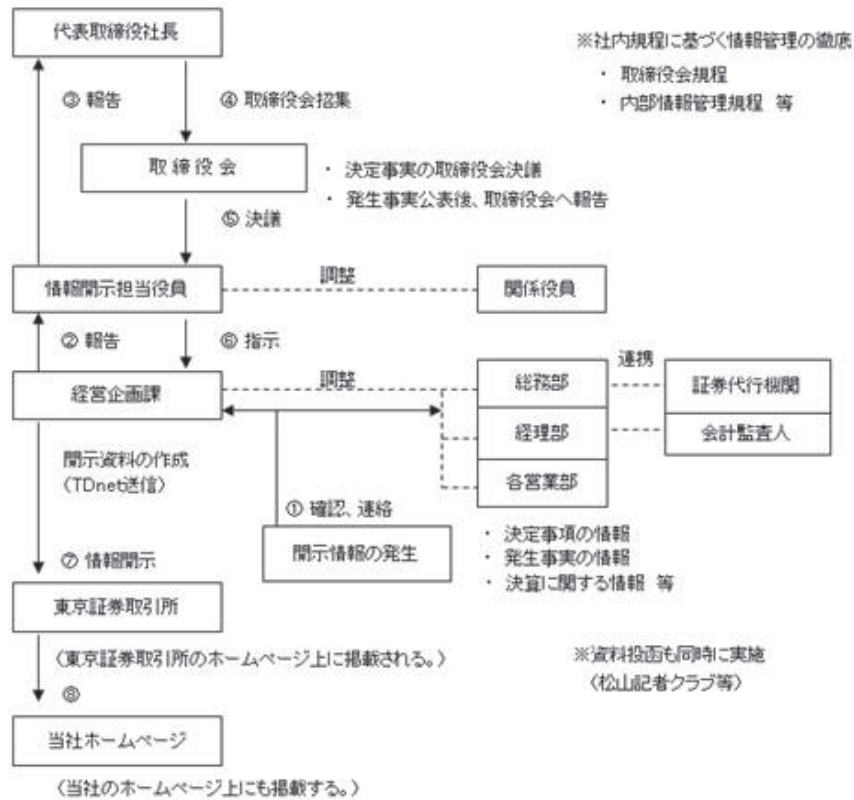 代表取締役社長
※社内規程に基づく情報管理の徹底
・ 取締役会規程
・ 内部情報管理規程 等
③ 報告
④ 取締役会招集
取 締 役 会
・ 決定事実の取締役会決議
・ 発生事実公表後、取締役会へ報告
⑤ 決議
情報開示担当役員
調整
関係役員
② 報告
⑥ 指示
経営企画課
調整
総務部
連携
証券代行機関
経理部
会計監査人
各営業部
開示資料の作成
(TDnet送信)
① 確認、連絡
開示情報の発生
・ 決定事項の情報
・ 発生事実の情報
・ 決算に関する情報 等
⑦ 情報開示
東京証券取引所
〈東京証券取引所のホームページ上に掲載される。〉
※資料投函も同時に実施
〈松山記者クラブ等〉
⑧
当社ホームページ
〈当社のホームページ上にも掲載する。〉